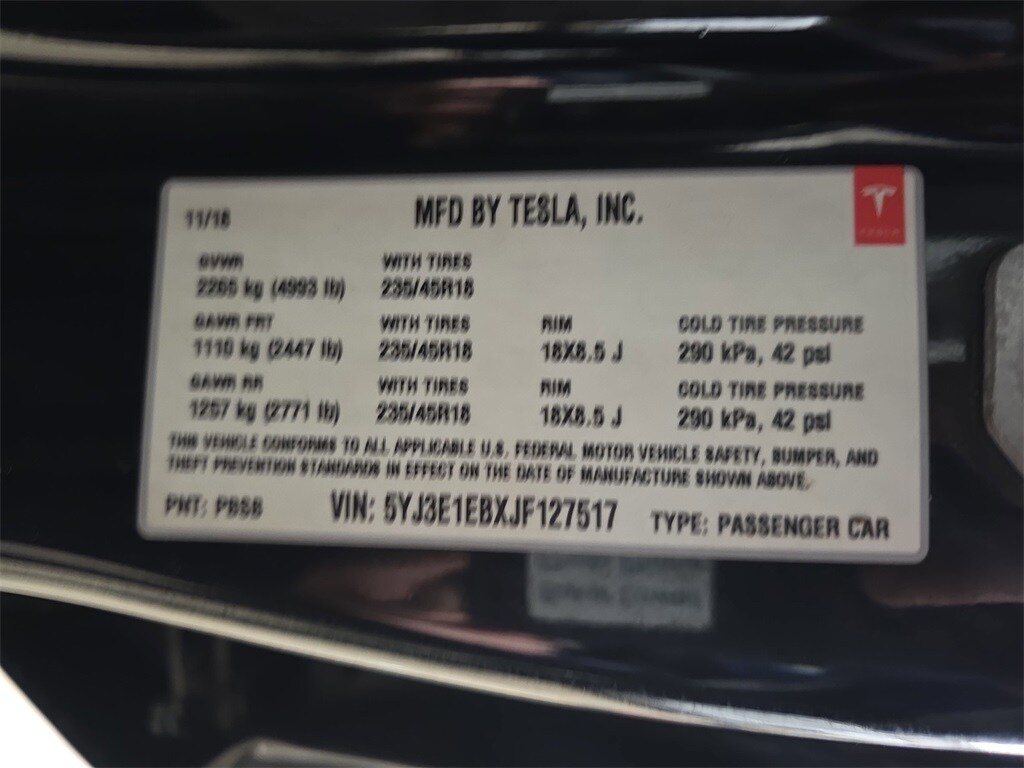 11/18 MFD BY TESLA, INC.
TESLA
GVWR WITH TIRES
2265 kg (4993 lb) 235/45R18
GAWR FRT WITH TIRES RIM COLD TIRE PRESSURE
1110 kg (2447 lb) 235/45R18 18X8.5 J 290 kPa, 42 psi
GAWR RR WITH TIRES RIM COLD TIRE PRESSURE
1257 kg (2771 lb) 235/45R18 18X8.5 J 290 kPa, 42 psi
THIS VEHICLE CONFORMS TO ALL APPLICABLE U.S. FEDERAL MOTOR VEHICLE SAFETY, BUMPER, AND
THEFT PREVENTION STANDARDS IN EFFECT ON THE DATE OF MANUFACTURE SHOWN ABOVE.
PNT: PBSB VIN: 5YJ3E1EBXJF127517 TYPE: PASSENGER CAR